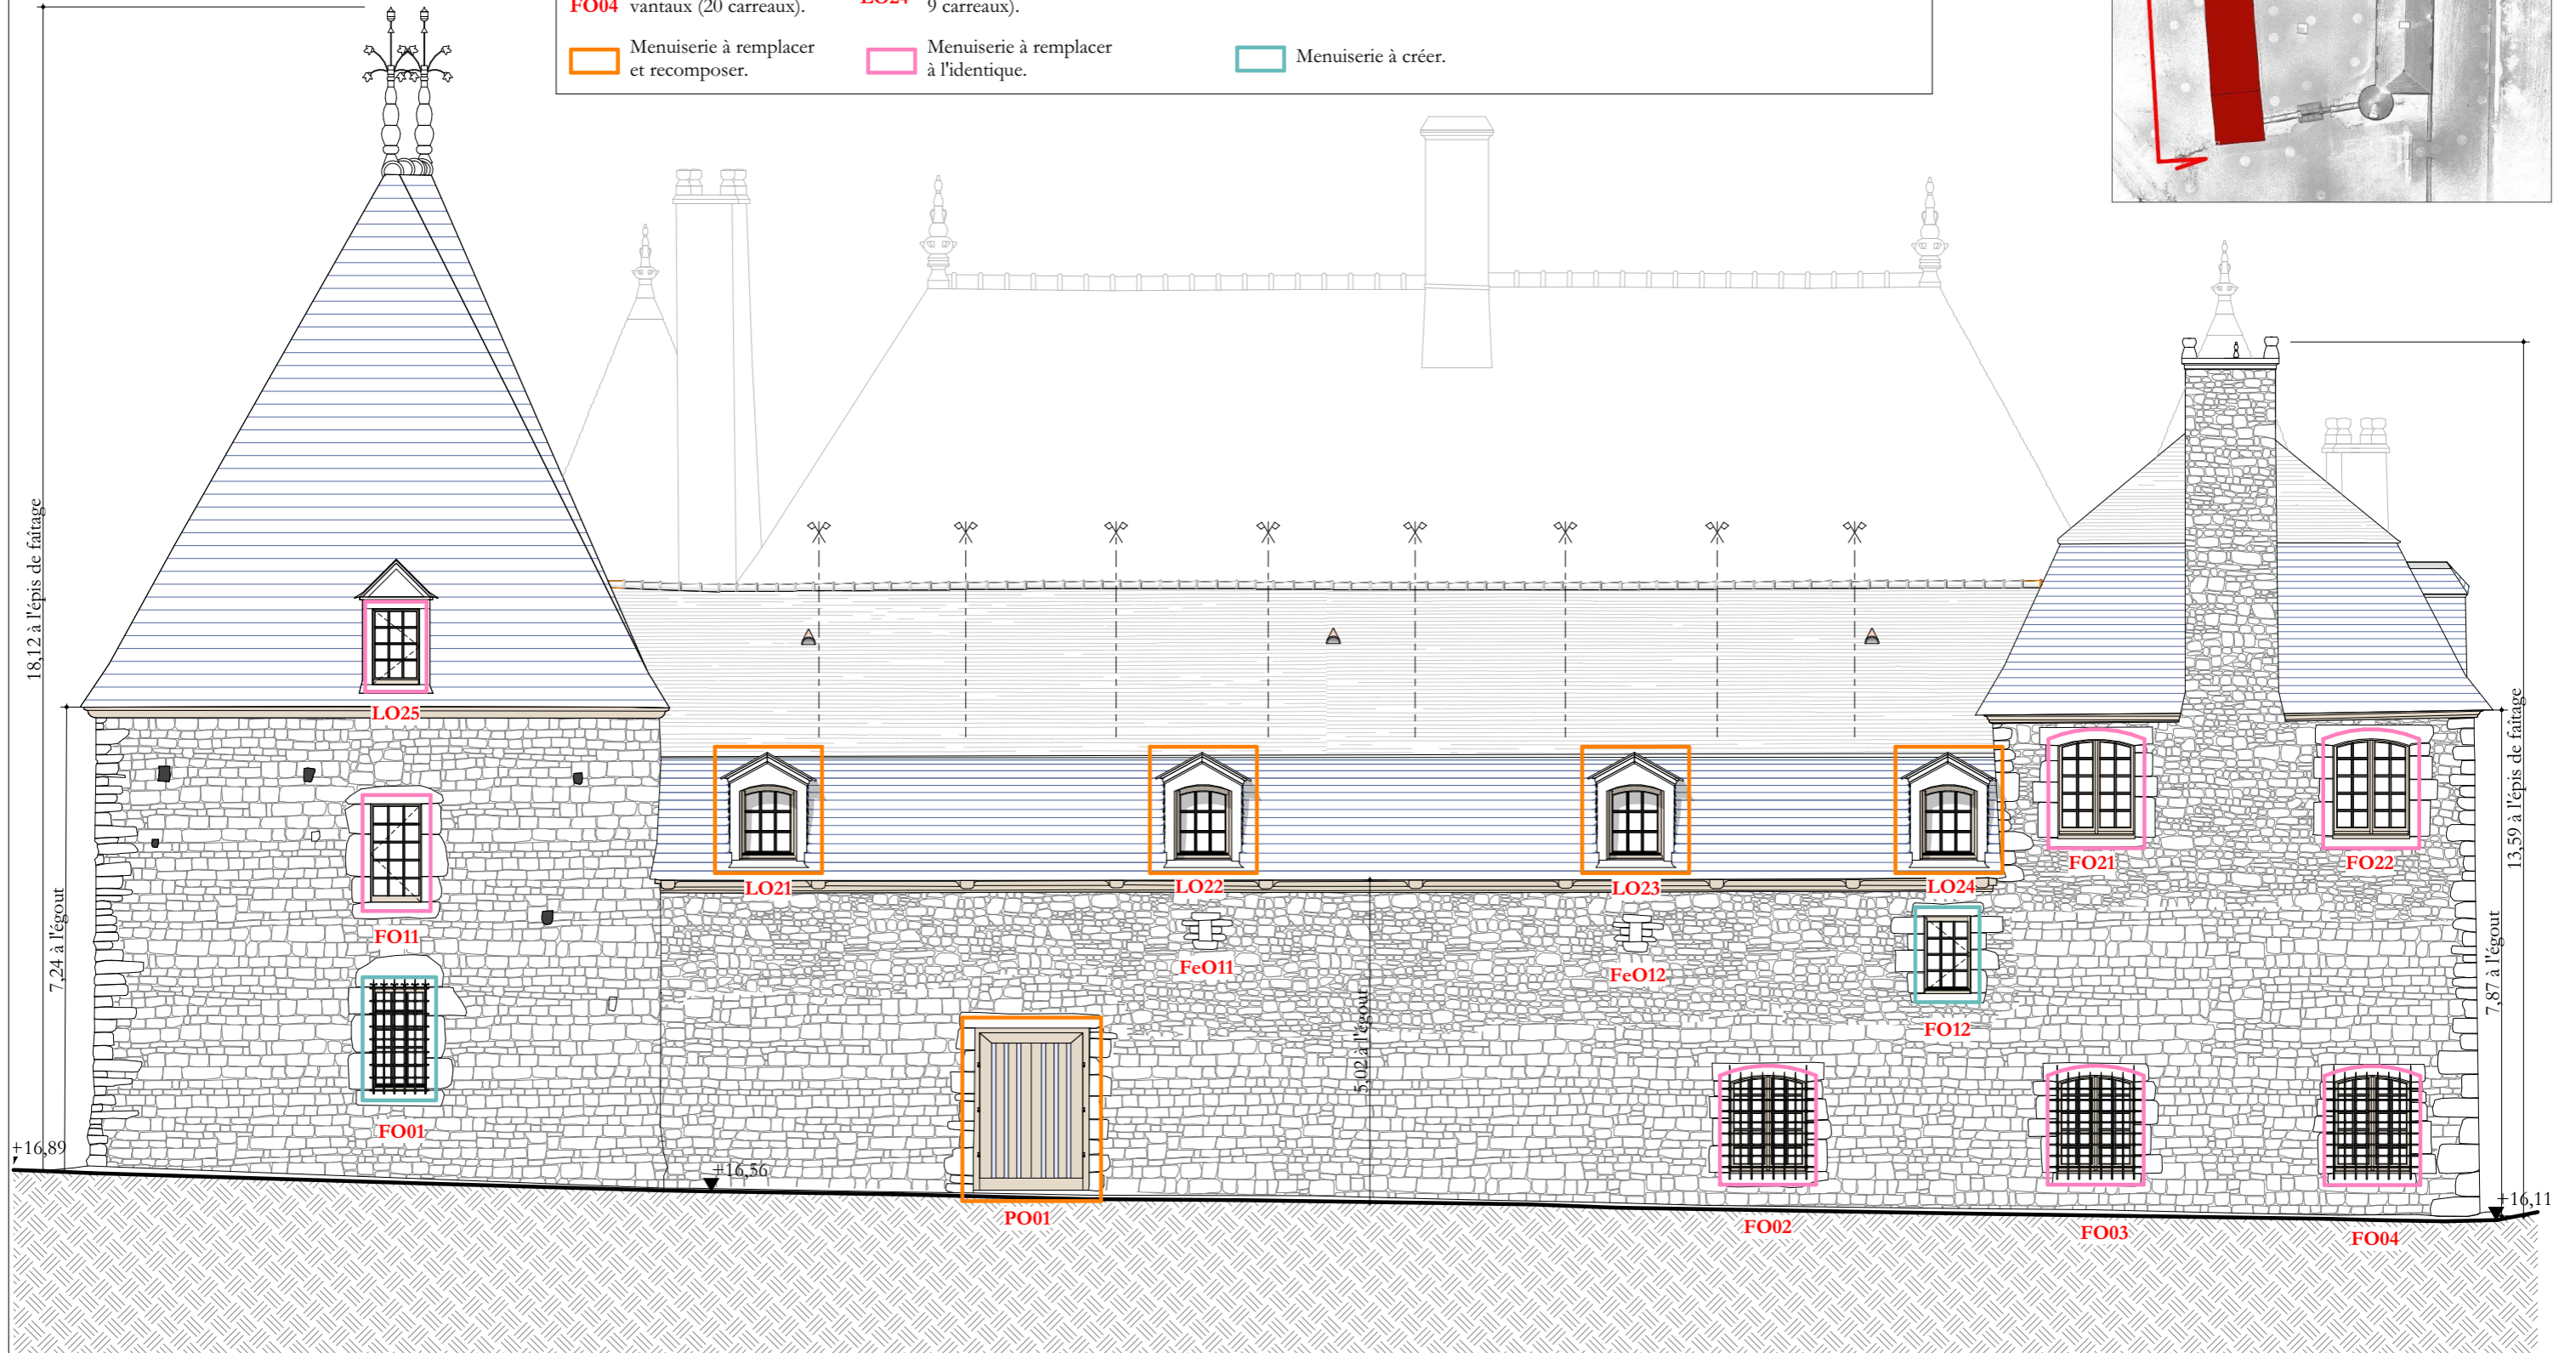 FO04 vantaux (20 carreaux).
LO24 9 carreaux).
Menuiserie à remplacer
et recomposer.
Menuiserie à remplacer
à l'identique.
Menuiserie à créer.
18,12 à l'épis de faîtage
7,24 à l'égout
13,59 à l'épis de faîtage
7,87 à l'égout
5,02 à l'égout
LO25
LO21
LO22
LO23
LO24
FO21
FO22
FO11
FeO11
FeO12
FO12
FO01
+16,89
+16,56
+16,11
PO01
FO02
FO03
FO04